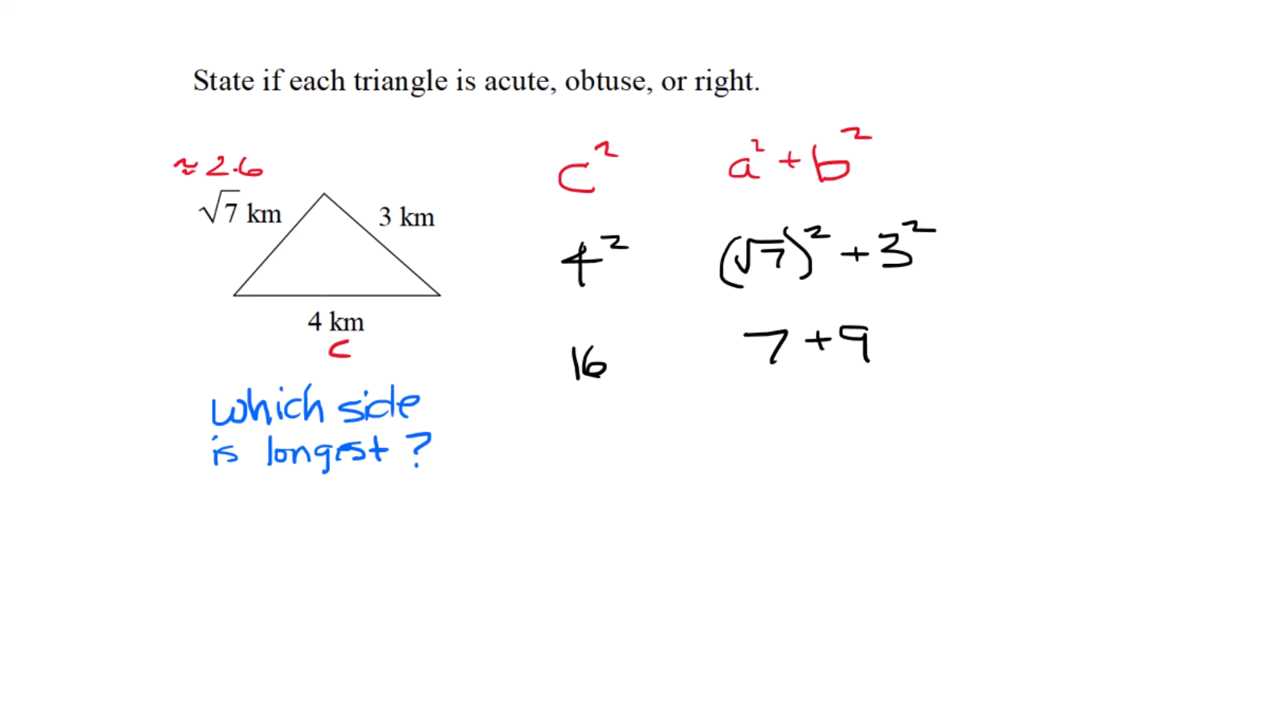 State if each triangle is acute, obtuse, or right.
c² a² + b²
≈ 2.6
√7 km 3 km
4² (√7)² + 3²
4 km
c
16 7 + 9
which side
is longest ?